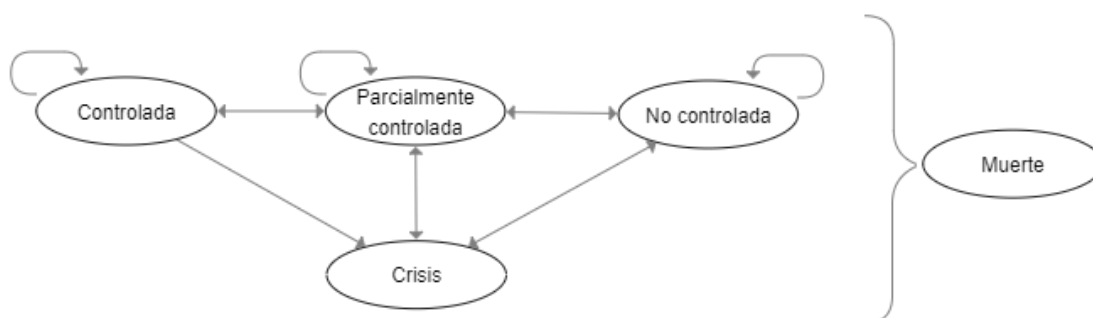 Controlada
Parcialmente
controlada
No controlada
Muerte
Crisis